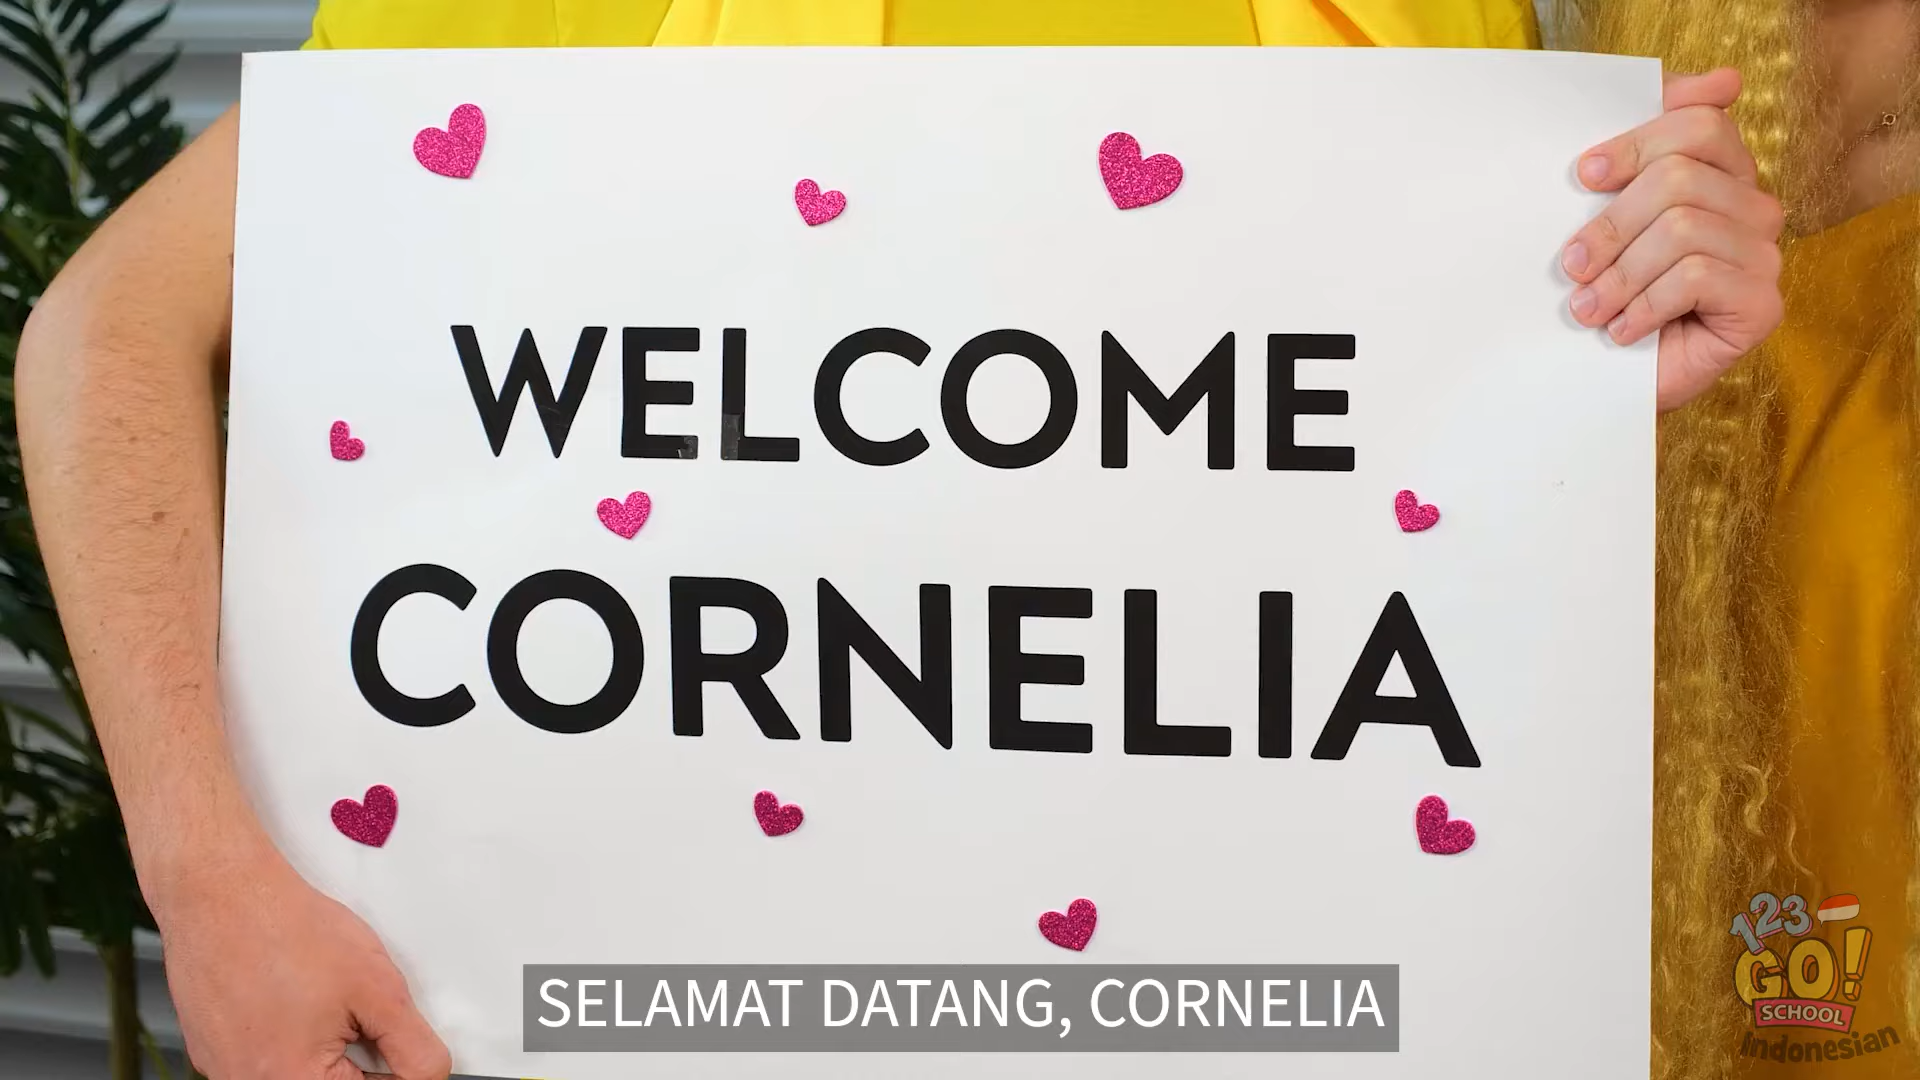 WELCOME
CORNELIA
SELAMAT DATANG, CORNELIA
123
GO!
SCHOOL
Indonesian